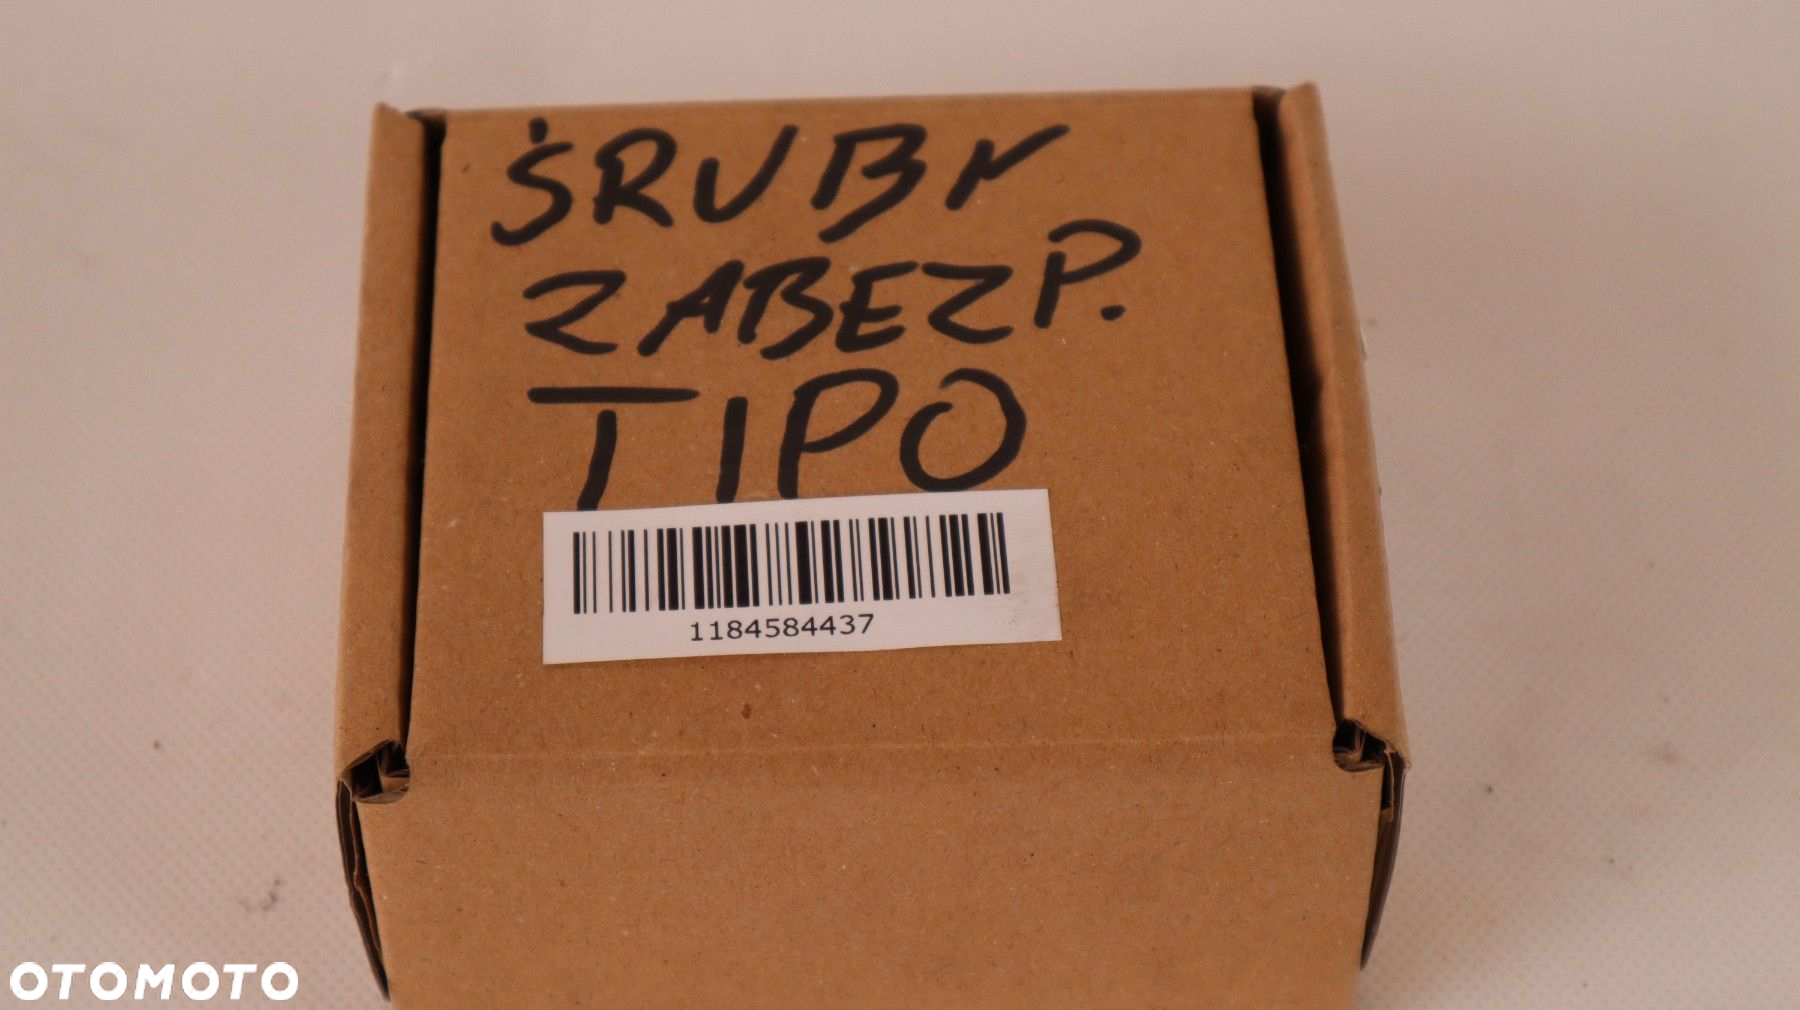 ŚRUBY
ZABEZP.
TIPO
1184584437
OTOMOTO